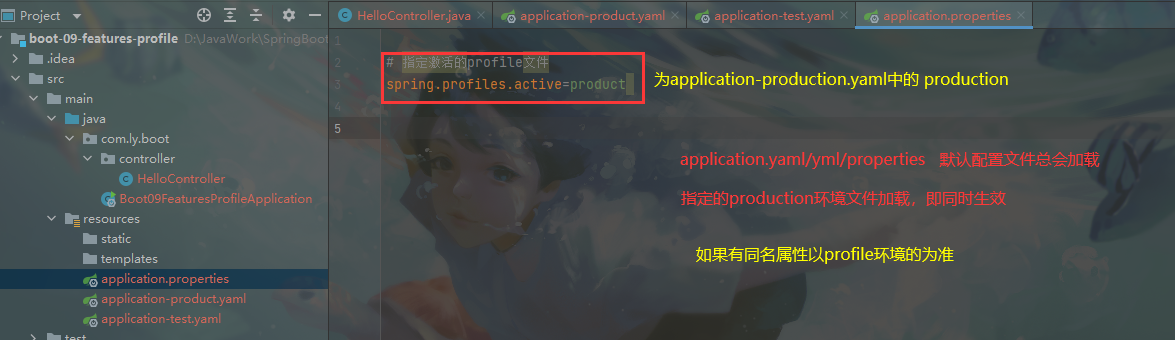 Project
HelloController.java
application-product.yaml
application-test.yaml
application.properties
boot-09-features-profile D:\JavaWork\SpringBoot
.idea
src
main
java
com.ly.boot
controller
HelloController
Boot09FeaturesProfileApplication
resources
static
templates
application.properties
application-product.yaml
application-test.yaml
test
1
2 # 指定激活的profile文件
3 spring.profiles.active=product
4
5
为application-production.yaml中的 production
application.yaml/yml/properties 默认配置文件总会加载
指定的production环境文件加载，即同时生效
如果有同名属性以profile环境的为准